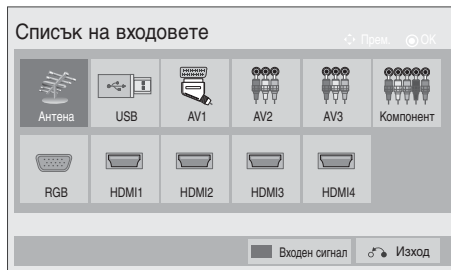 Списък на входовете
Прем. OK
Антена USB AV1 AV2 AV3 Компонент
RGB HDMI1 HDMI2 HDMI3 HDMI4
Входен сигнал Изход